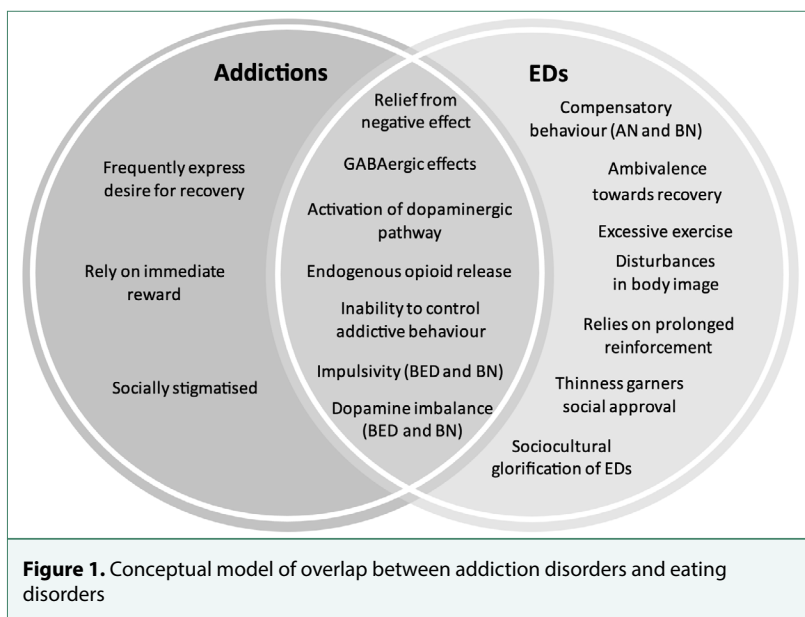 Addictions
Frequently express
desire for recovery
Rely on immediate
reward
Socially stigmatised
Relief from
negative effect
GABAergic effects
Activation of dopaminergic
pathway
Endogenous opioid release
Inability to control
addictive behaviour
Impulsivity (BED and BN)
Dopamine imbalance
(BED and BN)
EDs
Compensatory
behaviour (AN and BN)
Ambivalence
towards recovery
Excessive exercise
Disturbances
in body image
Relies on prolonged
reinforcement
Thinness garners
social approval
Sociocultural
glorification of EDs
Figure 1. Conceptual model of overlap between addiction disorders and eating
disorders